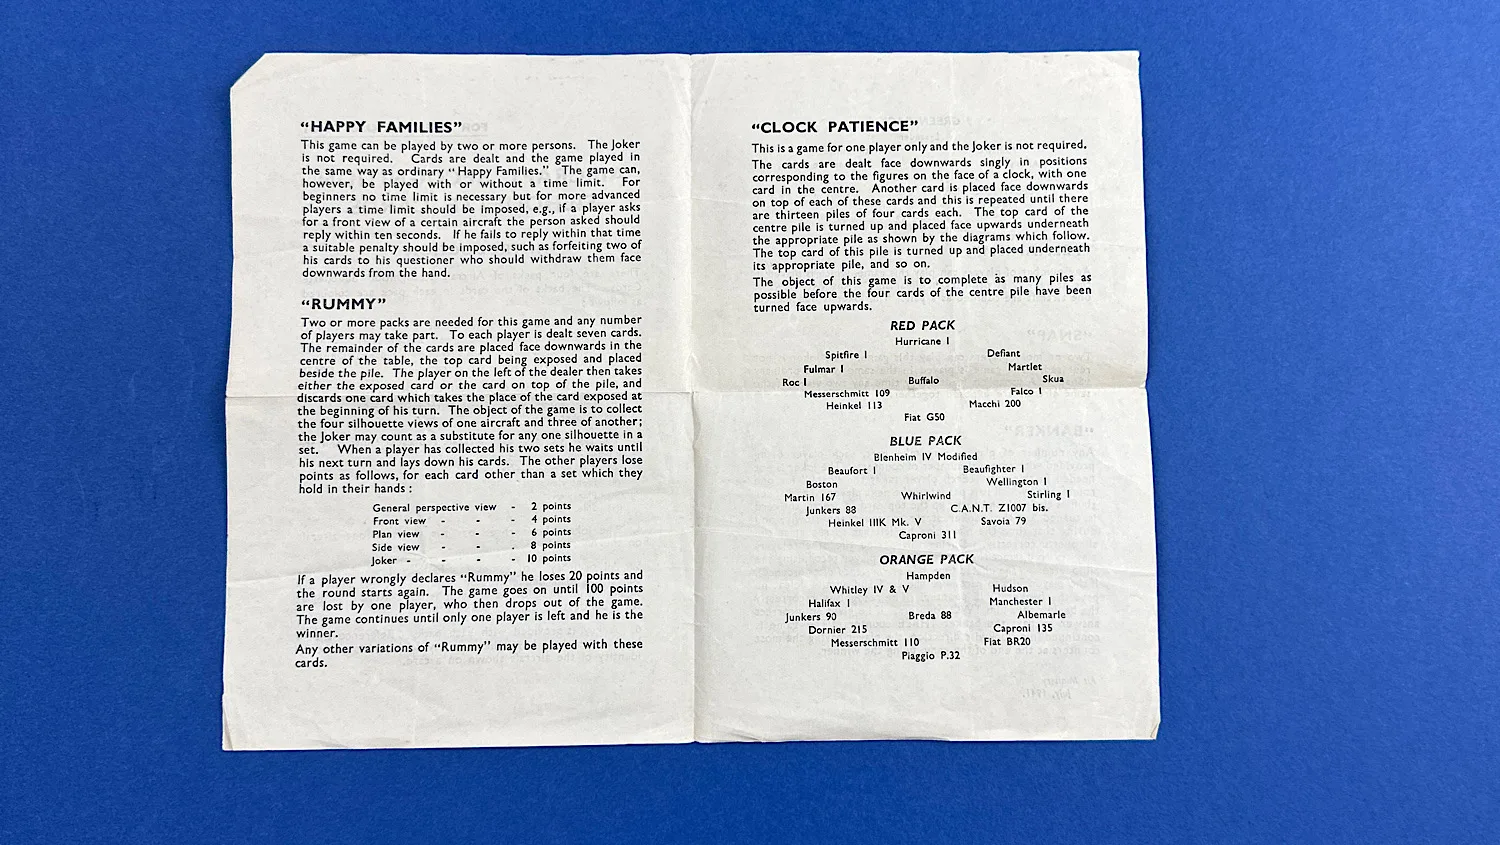 "HAPPY FAMILIES"
This game can be played by two or more persons. The Joker
is not required. Cards are dealt and the game played in
the same way as ordinary "Happy Families." The game can,
however, be played with or without a time limit. For
beginners no time limit is necessary but for more advanced
players a time limit should be imposed, e.g., if a player asks
for a front view of a certain aircraft the person asked should
reply within ten seconds. If he fails to reply within that time
a suitable penalty should be imposed, such as forfeiting two of
his cards to his questioner who should withdraw them face
downwards from the hand.
"RUMMY"
Two or more packs are needed for this game and any number
of players may take part. To each player is dealt seven cards.
The remainder of the cards are placed face downwards in the
centre of the table, the top card being exposed and placed
beside the pile. The player on the left of the dealer then takes
either the exposed card or the card on top of the pile, and
discards one card which takes the place of the card exposed at
the beginning of his turn. The object of the game is to collect
the four silhouette views of one aircraft and three of another;
the Joker may count as a substitute for any one silhouette in a
set. When a player has collected his two sets he waits until
his next turn and lays down his cards. The other players lose
points as follows, for each card other than a set which they
hold in their hands :
General perspective view - 2 points
Front view - - - 4 points
Plan view - - - 6 points
Side view - - . 8 points
Joker - - - - 10 points
If a player wrongly declares "Rummy" he loses 20 points and
the round starts again. The game goes on until 100 points
are lost by one player, who then drops out of the game.
The game continues until only one player is left and he is the
winner.
Any other variations of "Rummy" may be played with these
cards.
"CLOCK PATIENCE"
This is a game for one player only and the Joker is not required.
The cards are dealt face downwards singly in positions
corresponding to the figures on the face of a clock, with one
card in the centre. Another card is placed face downwards
on top of each of these cards and this is repeated until there
are thirteen piles of four cards each. The top card of the
centre pile is turned up and placed face upwards underneath
the appropriate pile as shown by the diagrams which follow.
The top card of this pile is turned up and placed underneath
its appropriate pile, and so on.
The object of this game is to complete as many piles as
possible before the four cards of the centre pile have been
turned face upwards.
RED PACK
Hurricane I
Spitfire I Defiant
Fulmar I Martlet
Roc I Buffalo Skua
Messerschmitt 109 Falco I
Heinkel 113 Macchi 200
Fiat G50
BLUE PACK
Blenheim IV Modified
Beaufort I Beaufighter I
Boston Wellington I
Martin 167 Whirlwind Stirling I
Junkers 88 C.A.N.T. Z1007 bis.
Heinkel IIIK Mk. V Savoia 79
Caproni 311
ORANGE PACK
Hampden
Whitley IV & V Hudson
Halifax I Manchester I
Junkers 90 Breda 88 Albemarle
Dornier 215 Caproni 135
Messerschmitt 110 Fiat BR20
Piaggio P.32